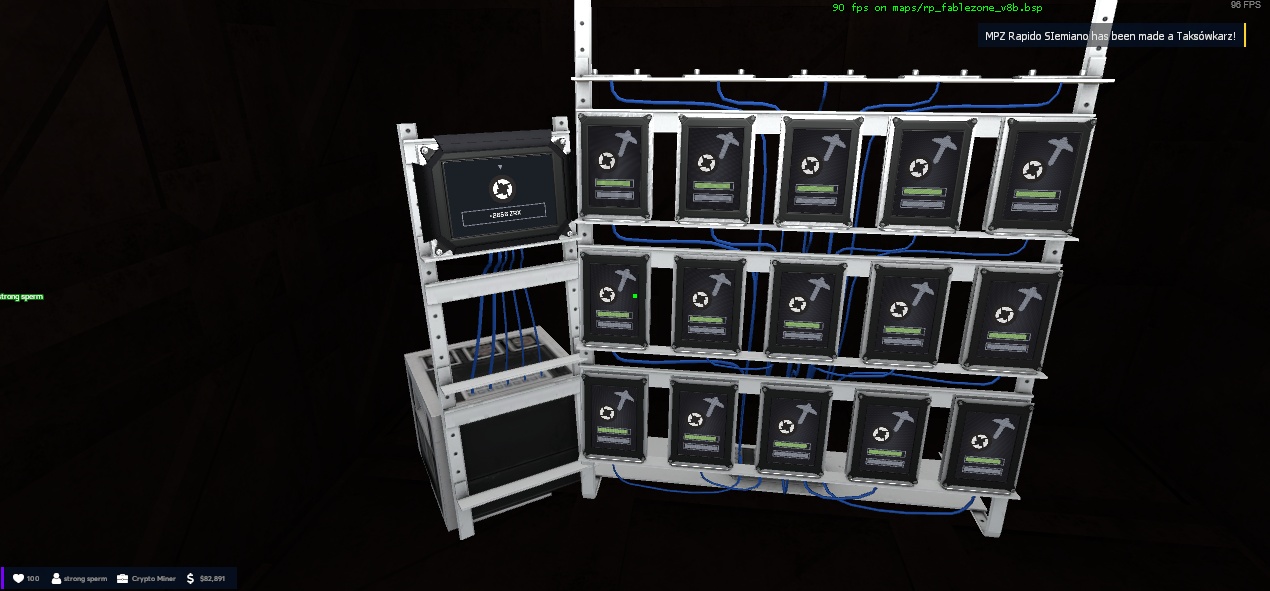 90 fps on maps/rp_fablezone_v8b.bsp
96 FPS
MPZ Rapido SIemiano has been made a Taksówkarz!
strong sperm
100
strong sperm
Crypto Miner
$82,891